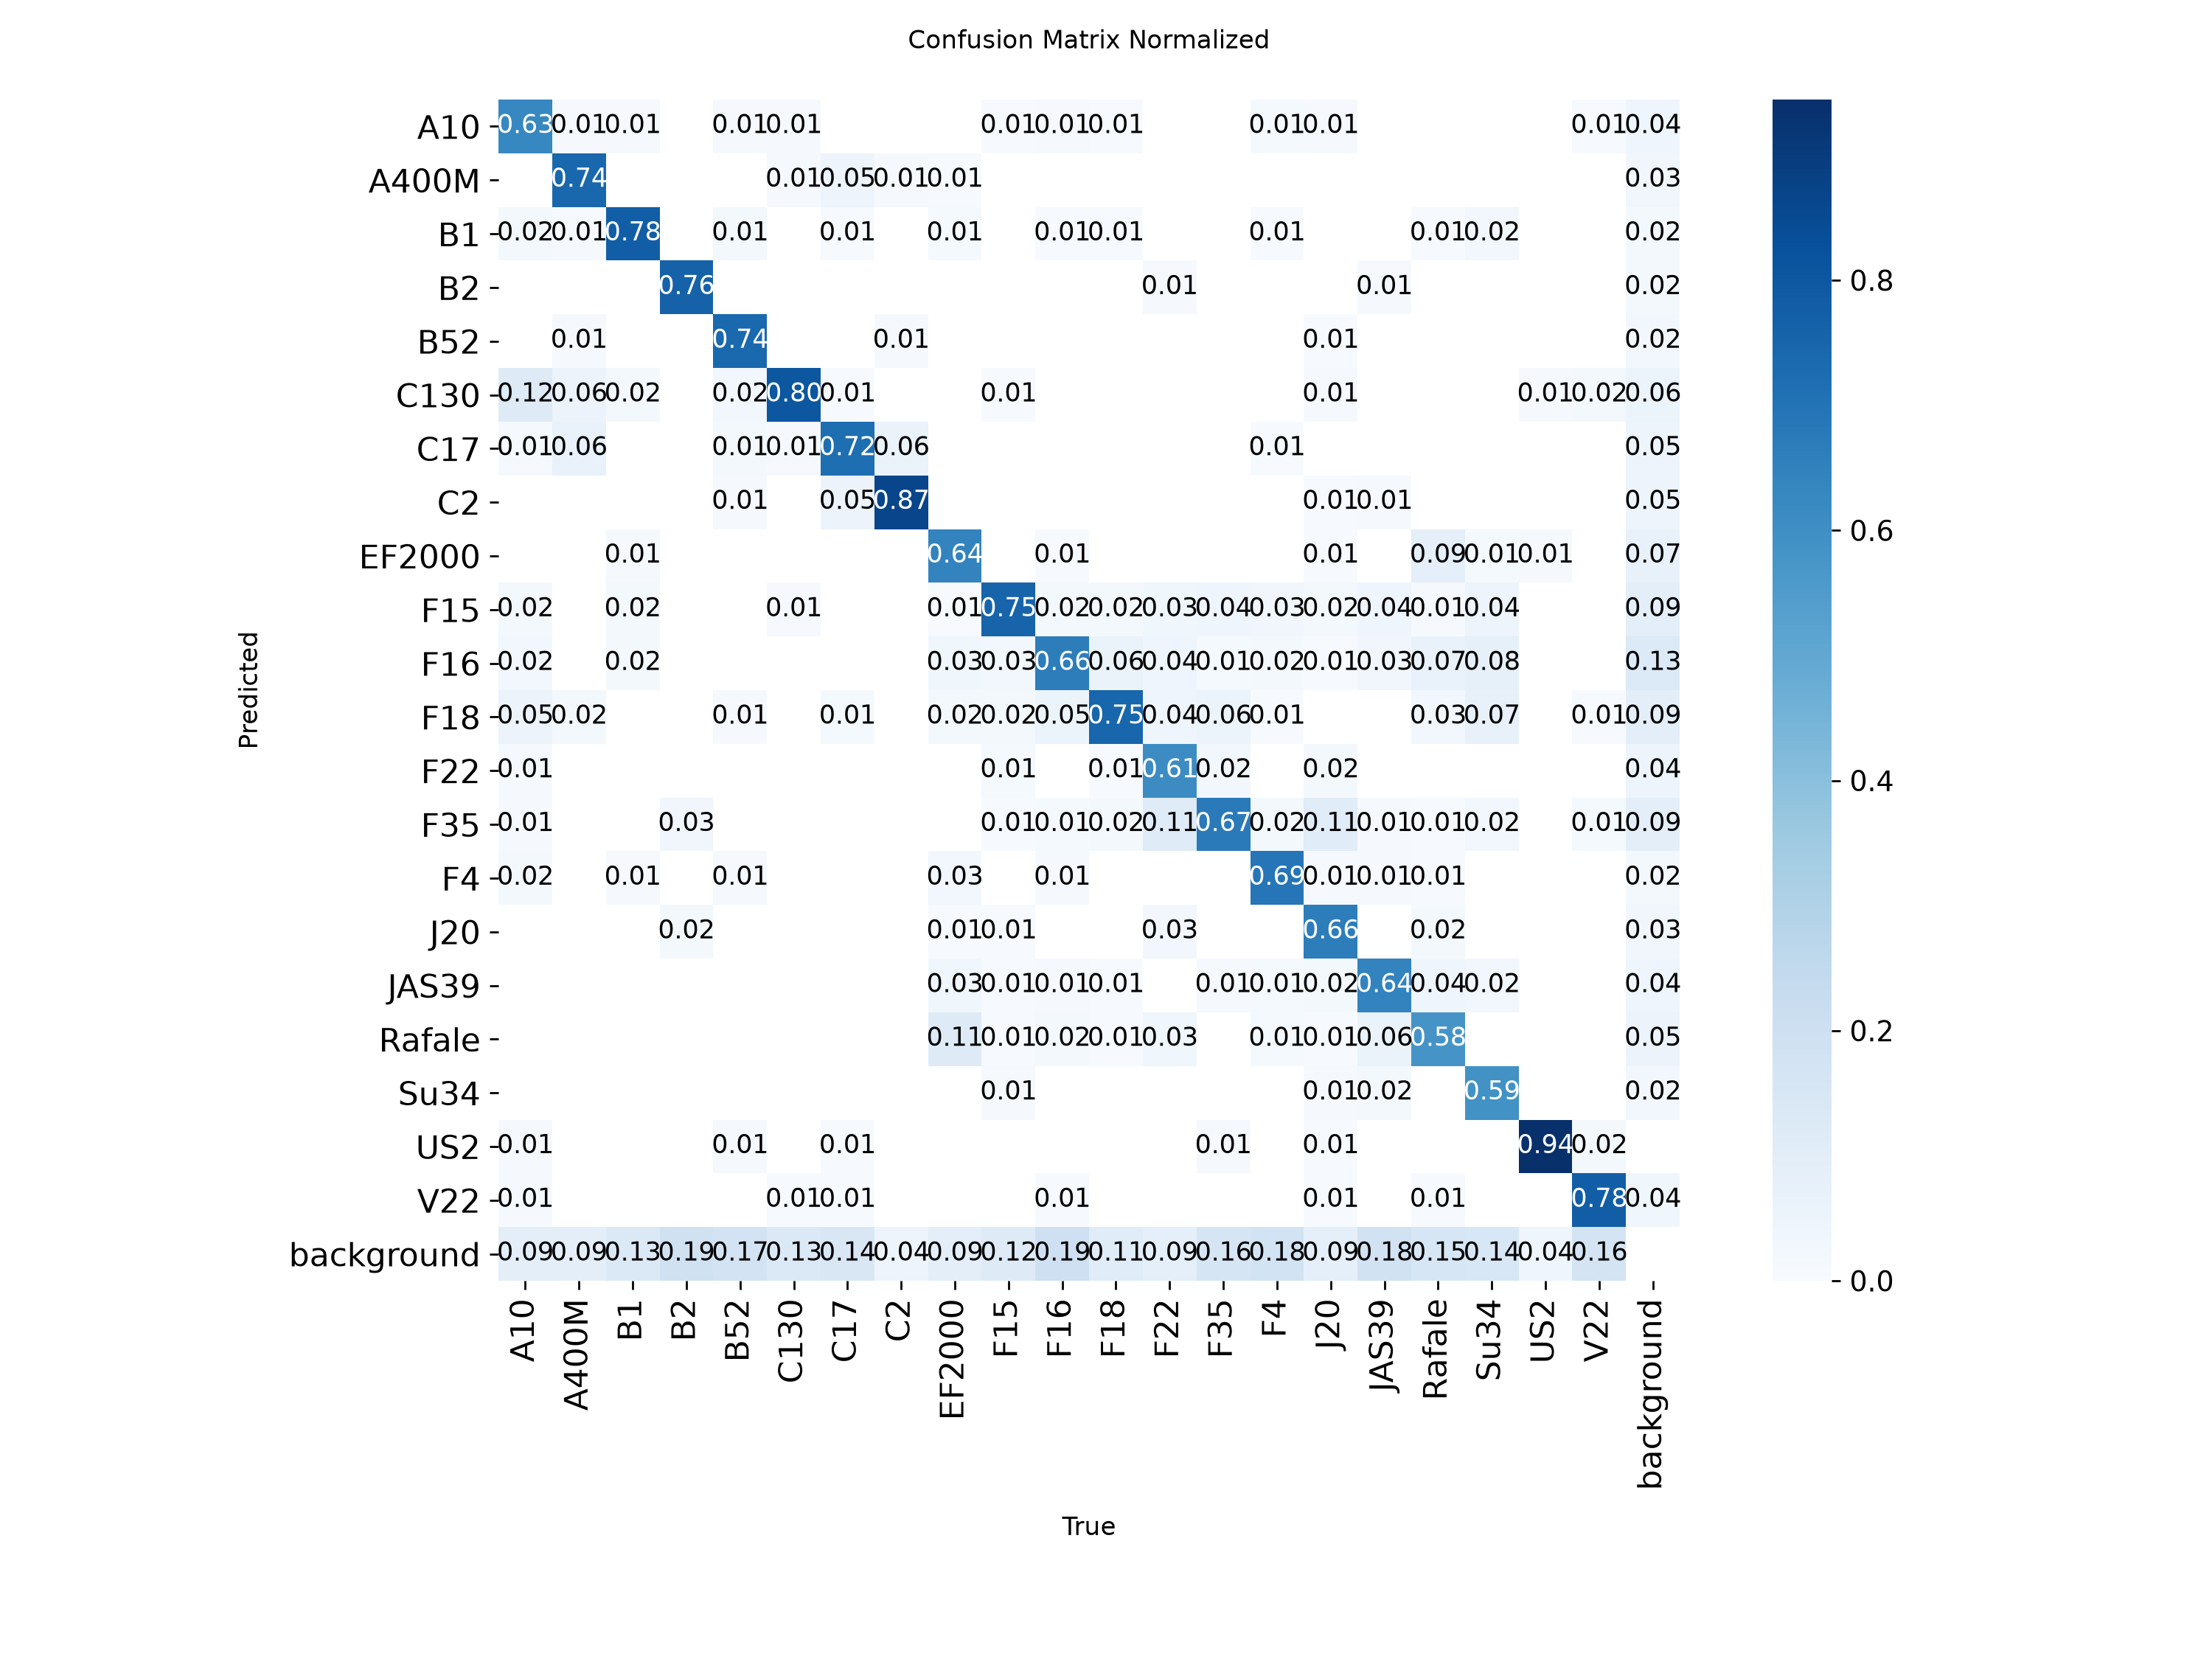 Confusion Matrix Normalized
A10 0.63 0.01 0.01 0.01 0.01 0.01 0.01 0.01 0.01 0.01 0.01 0.04
A400M 0.74 0.01 0.05 0.01 0.01 0.03
B1 0.02 0.01 0.78 0.01 0.01 0.01 0.01 0.01 0.01 0.01 0.02 0.02
B2 0.76 0.01 0.01 0.02
0.8
B52 0.01 0.74 0.01 0.01 0.02
C130 0.12 0.06 0.02 0.02 0.80 0.01 0.01 0.01 0.01 0.02 0.06
C17 0.01 0.06 0.01 0.01 0.72 0.06 0.01 0.05
C2 0.01 0.05 0.87 0.01 0.01 0.05
0.6
EF2000 0.01 0.64 0.01 0.01 0.09 0.01 0.01 0.07
F15 0.02 0.02 0.01 0.01 0.75 0.02 0.02 0.03 0.04 0.03 0.02 0.04 0.01 0.04 0.09
F16 0.02 0.02 0.03 0.03 0.66 0.06 0.04 0.01 0.02 0.01 0.03 0.07 0.08 0.13
Predicted
F18 0.05 0.02 0.01 0.01 0.02 0.02 0.05 0.75 0.04 0.06 0.01 0.03 0.07 0.01 0.09
F22 0.01 0.01 0.01 0.61 0.02 0.02 0.04
0.4
F35 0.01 0.03 0.01 0.01 0.02 0.11 0.67 0.02 0.11 0.01 0.01 0.02 0.01 0.09
F4 0.02 0.01 0.01 0.03 0.01 0.69 0.01 0.01 0.01 0.02
J20 0.02 0.01 0.01 0.03 0.66 0.02 0.03
JAS39 0.03 0.01 0.01 0.01 0.01 0.01 0.02 0.64 0.04 0.02 0.04
0.2
Rafale 0.11 0.01 0.02 0.01 0.03 0.01 0.01 0.06 0.58 0.05
Su34 0.01 0.01 0.02 0.59 0.02
US2 0.01 0.01 0.01 0.01 0.01 0.94 0.02
V22 0.01 0.01 0.01 0.01 0.01 0.01 0.78 0.04
background 0.09 0.09 0.13 0.19 0.17 0.13 0.14 0.04 0.09 0.12 0.19 0.11 0.09 0.16 0.18 0.09 0.18 0.15 0.14 0.04 0.16
0.0
A10 A400M B1 B2 B52 C130 C17 C2 EF2000 F15 F16 F18 F22 F35 F4 J20 JAS39 Rafale Su34 US2 V22 background
True